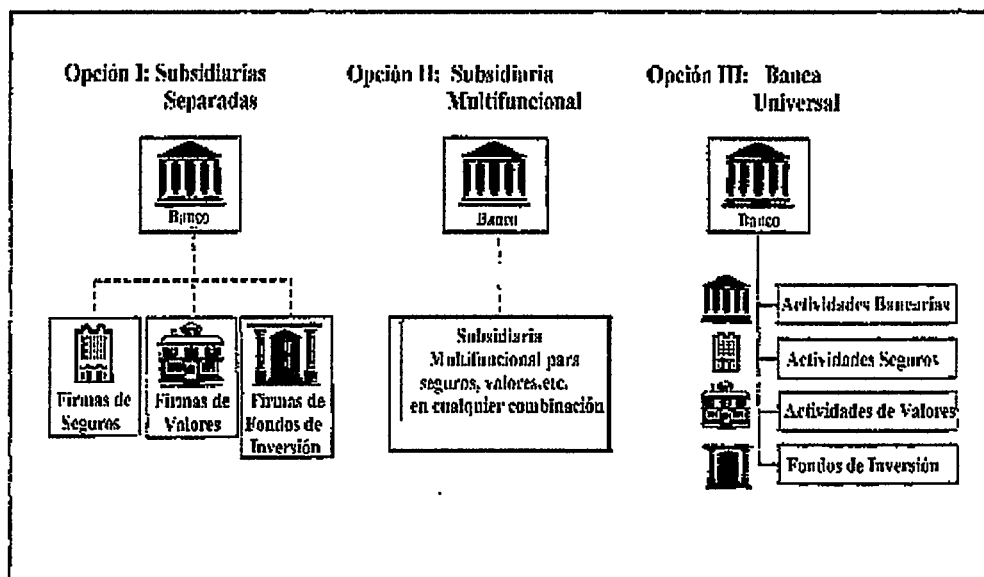 Opción I: Subsidiarias
Separadas
Banco
Firmas de
Seguros
Firmas de
Valores
Firmas de
Fondos de
Inversión
Opción II: Subsidiaria
Multifuncional
Banco
Subsidiaria
Multifuncional para
seguros, valores.etc.
en cualquier combinación
Opción III: Banca
Universal
Banco
Actividades Bancarias
Actividades Seguros
Actividades de Valores
Fondos de Inversión